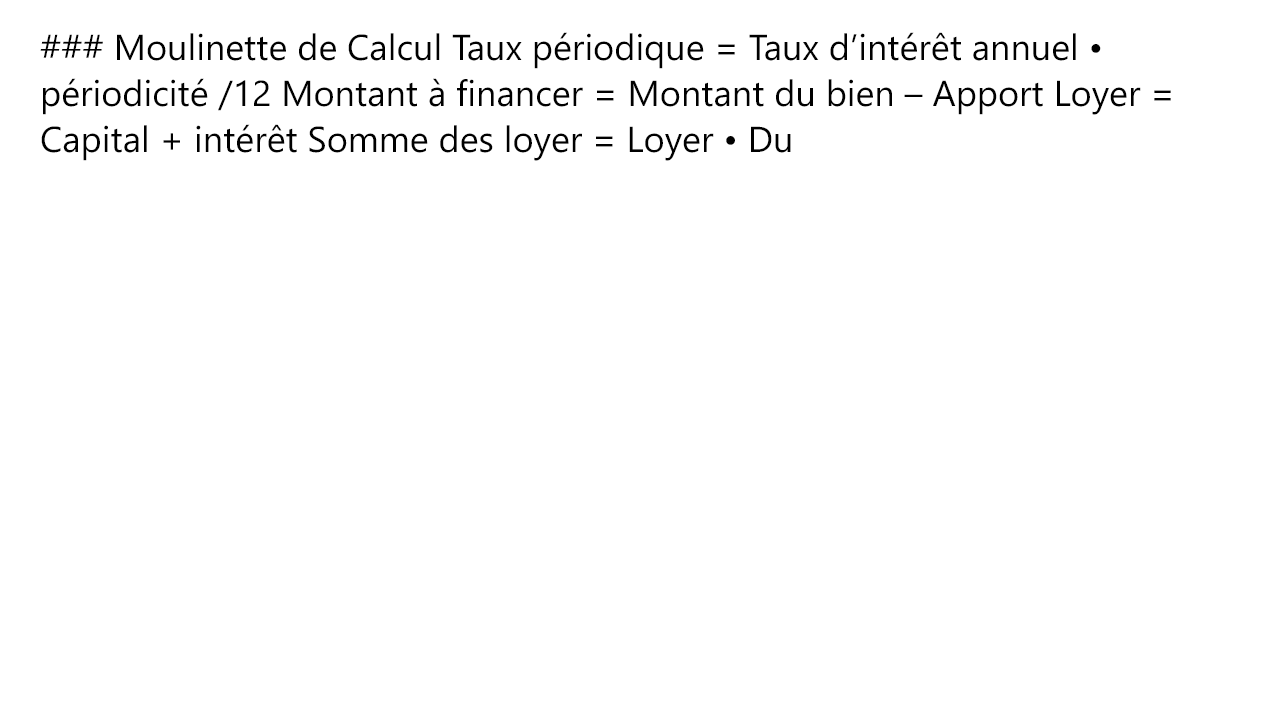 ### Moulinette de Calcul Taux périodique = Taux d’intérêt annuel •
périodicité /12 Montant à financer = Montant du bien – Apport Loyer =
Capital + intérêt Somme des loyer = Loyer • Du